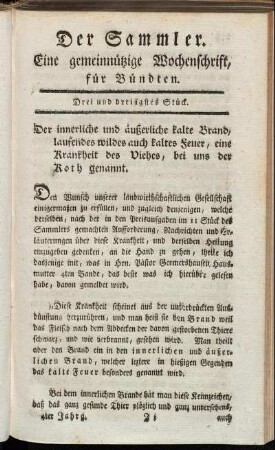 Der Sammler.
Eine gemeinnützige Wochenschrift,
für Bündten.
Drei und dreißigstes Stück.
Der innerliche und äußerliche kalte Brand,
laufendes wildes auch kaltes Feuer, eine
Krankheit des Viehes, bei uns der
Koth genannt.
Den Wunsch unserer landwirthschaftlichen Gesellschaft
einigermaßen zu erfüllen, und zugleich denjenigen, welche
derselben, nach der in den Preisaufgaben im 11 Stück des
Sammlers gemachten Aufforderung, Nachrichten und Er-
läuterungen über diese Krankheit, und derselben Heilung
einzugeben gedenken, an die Hand zu gehen, theile ich
dasjenige mit, was in Hrn. Pastor Germershausen, Haus-
mutter 4ten Bande, das beste was ich hierüber gelesen
habe, davon gemeldet wird.
„Diese Krankheit scheinet aus der unterdrückten Aus-
dünstung herzurühren, und man heißt sie den Brand weil
das Fleisch nach dem Abdecken der davon gestorbenen Thiere
schwarz, und wie verbrannt, gesehen wird. Man theilt
aber den Brand ein in den innerlichen und äußer-
lichen Brand, welcher letztere in hiesigen Gegenden
das kalte Feuer besonders genannt wird.
Bei dem innerlichen Brande hat man diese Kennzeichen,
daß das ganz gesunde Thier plötzlich und ganz unversehens,
4ter Jahrg. J i auch